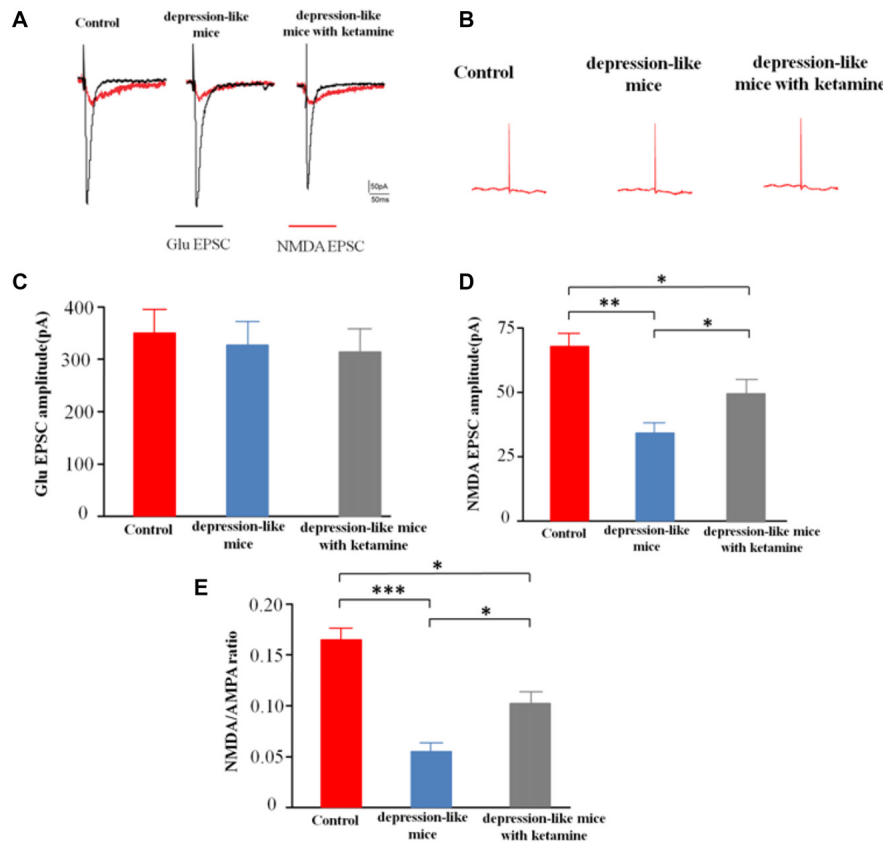 A
Control
depression-like
mice
depression-like
mice with ketamine
50pA
50ms
Glu EPSC
NMDA EPSC
B
Control
depression-like
mice
depression-like
mice with ketamine
C
Glu EPSC amplitude(pA)
400
300
200
100
0
Control
depression-like
mice
depression-like mice
with ketamine
D
NMDA EPSC amplitude(pA)
75
50
25
0
*
**
*
Control
depression-like
mice
depression-like mice
with ketamine
E
NMDA/AMPA ratio
0.20
0.15
0.10
0.05
0
*
***
*
Control
depression-like
mice
depression-like mice
with ketamine